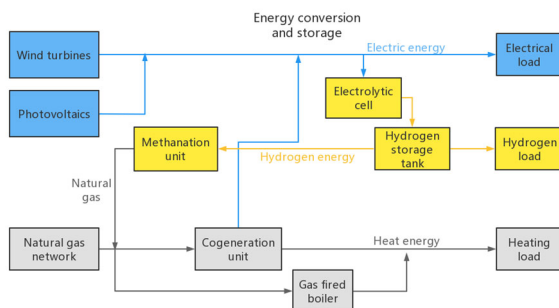 Energy conversion
and storage
Wind turbines
Electric energy
Electrical
load
Photovoltaics
Electrolytic
cell
Methanation
unit
Hydrogen energy
Hydrogen
storage
tank
Hydrogen
load
Natural
gas
Natural gas
network
Cogeneration
unit
Heat energy
Heating
load
Gas fired
boiler